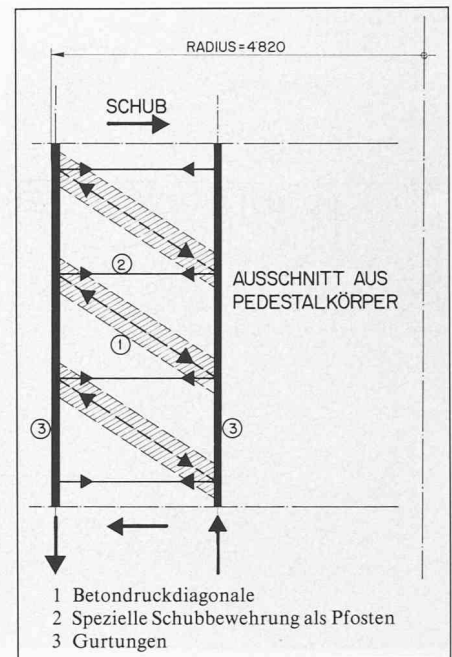 RADIUS=4'820
SCHUB
2
AUSSCHNITT AUS
PEDESTALKÖRPER
1
3
3
1 Betondruckdiagonale
2 Spezielle Schubbewehrung als Pfosten
3 Gurtungen